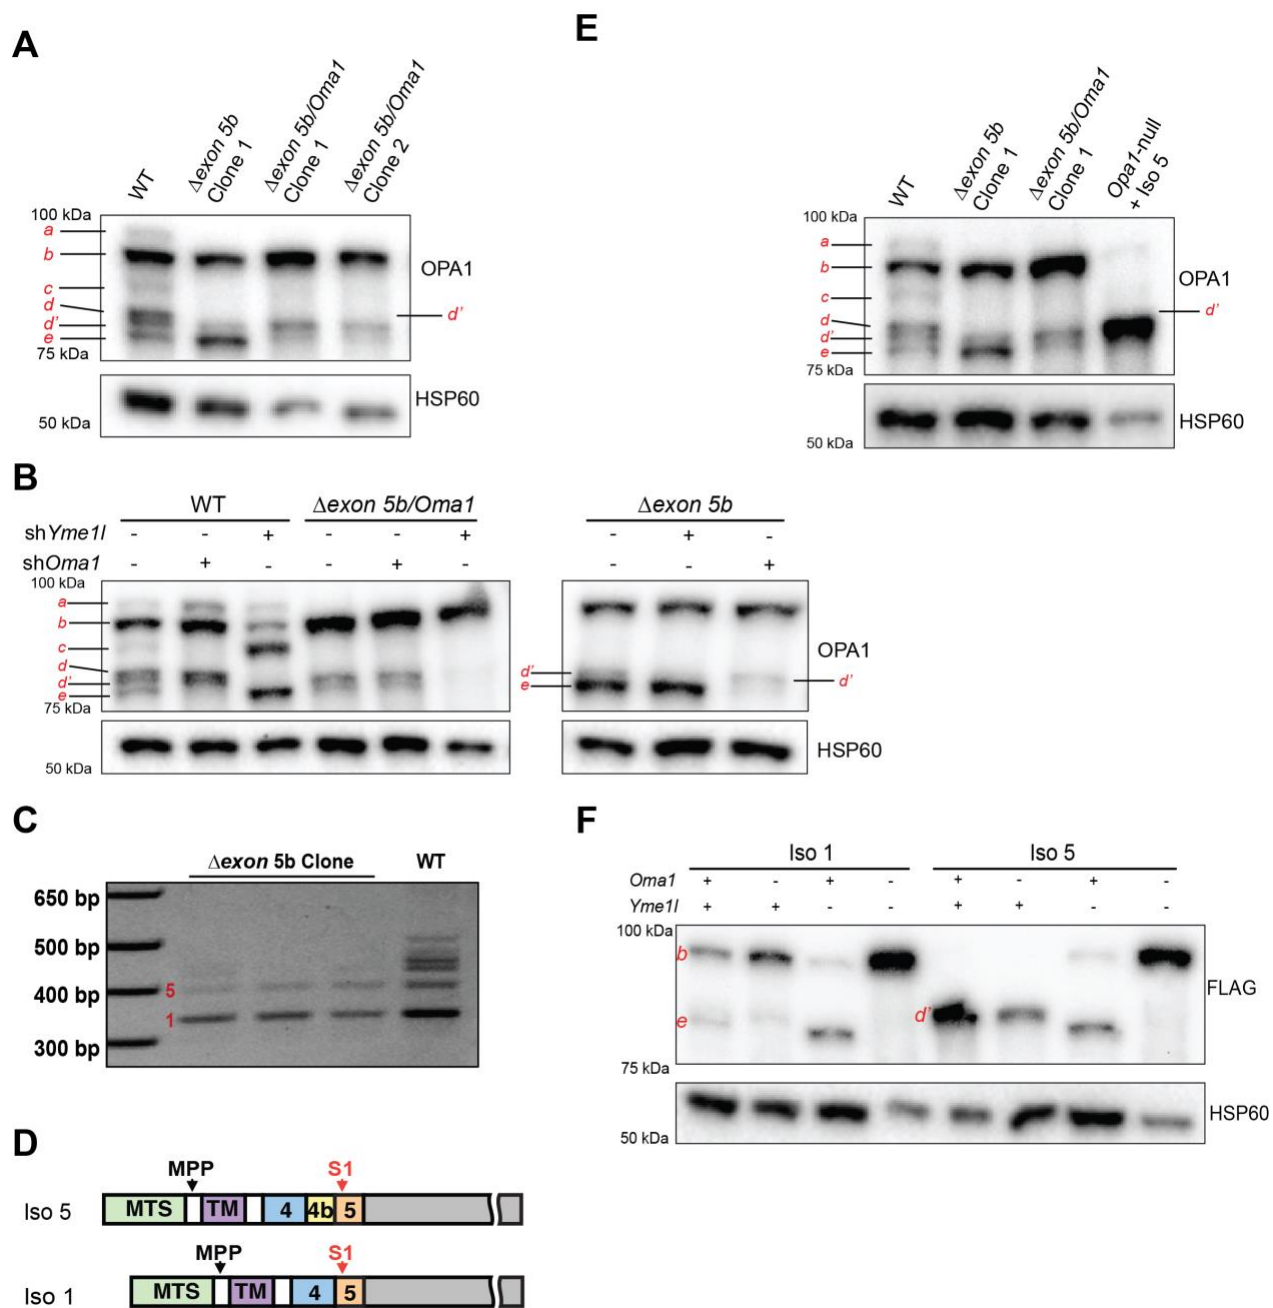 A
WT
Δexon 5b
Clone 1
Δexon 5b/Oma1
Clone 1
Δexon 5b/Oma1
Clone 2
100 kDa
a
b
c
d
d'
e
75 kDa
OPA1
d'
HSP60
50 kDa
E
WT
Δexon 5b
Clone 1
Δexon 5b/Oma1
Clone 1
Opa1-null
+ Iso 5
100 kDa
a
b
c
d
d'
e
75 kDa
OPA1
d'
HSP60
50 kDa
B
WT Δexon 5b/Oma1 Δexon 5b
shYme1l - - + - - + - + -
shOma1 - + - - + - - - +
100 kDa
a
b
c
d
d'
e
75 kDa
d'
e
OPA1
d'
HSP60
50 kDa
C
Δexon 5b Clone WT
650 bp
500 bp
400 bp
300 bp
5
1
D
MPP S1
Iso 5 MTS TM 4 4b 5
MPP S1
Iso 1 MTS TM 4 5
F
Iso 1 Iso 5
Oma1 + - + - + - + -
Yme1l + + - - + + - -
100 kDa
b
e
d'
FLAG
75 kDa
HSP60
50 kDa